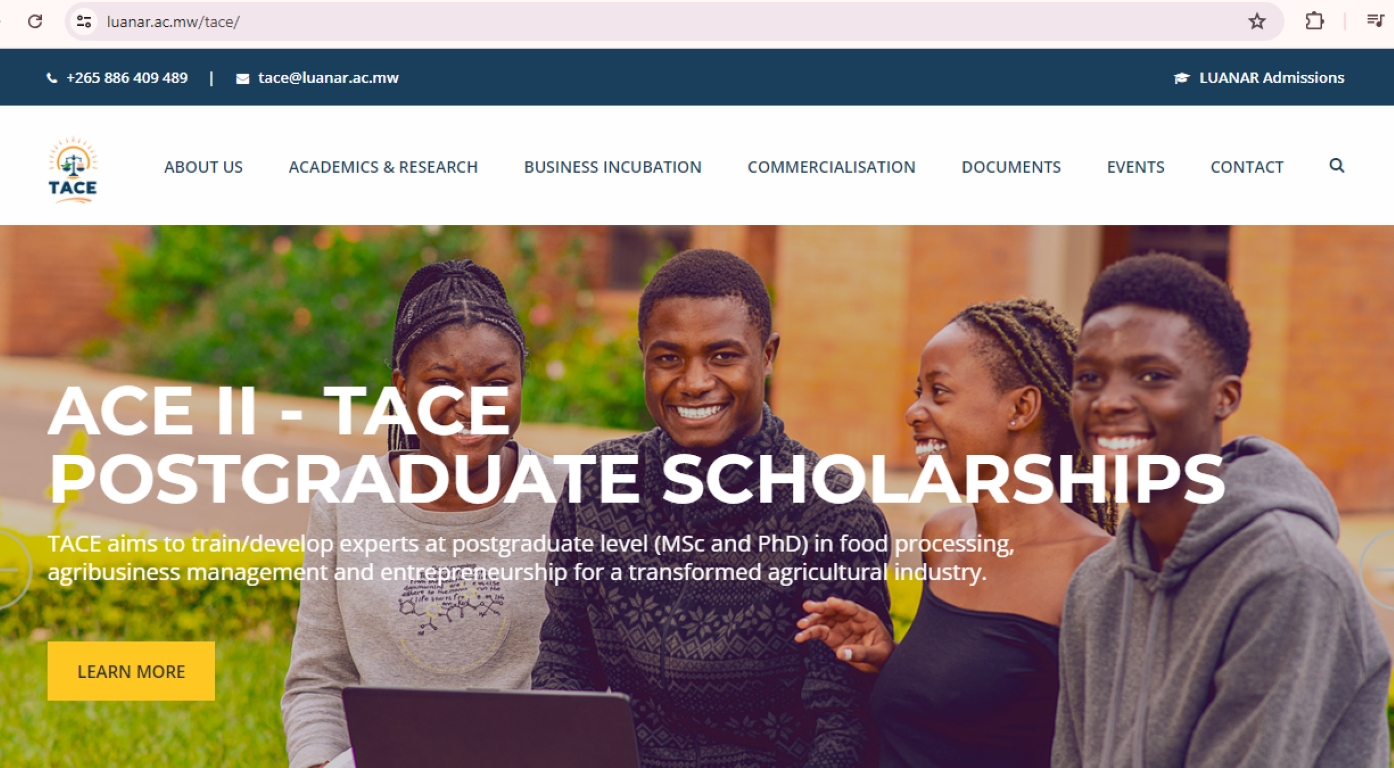 luanar.ac.mw/tace/
+265 886 409 489 | tace@luanar.ac.mw LUANAR Admissions
TACE
ABOUT US ACADEMICS & RESEARCH BUSINESS INCUBATION COMMERCIALISATION DOCUMENTS EVENTS CONTACT
ACE II - TACE
POSTGRADUATE SCHOLARSHIPS
TACE aims to train/develop experts at postgraduate level (MSc and PhD) in food processing,
agribusiness management and entrepreneurship for a transformed agricultural industry.
LEARN MORE